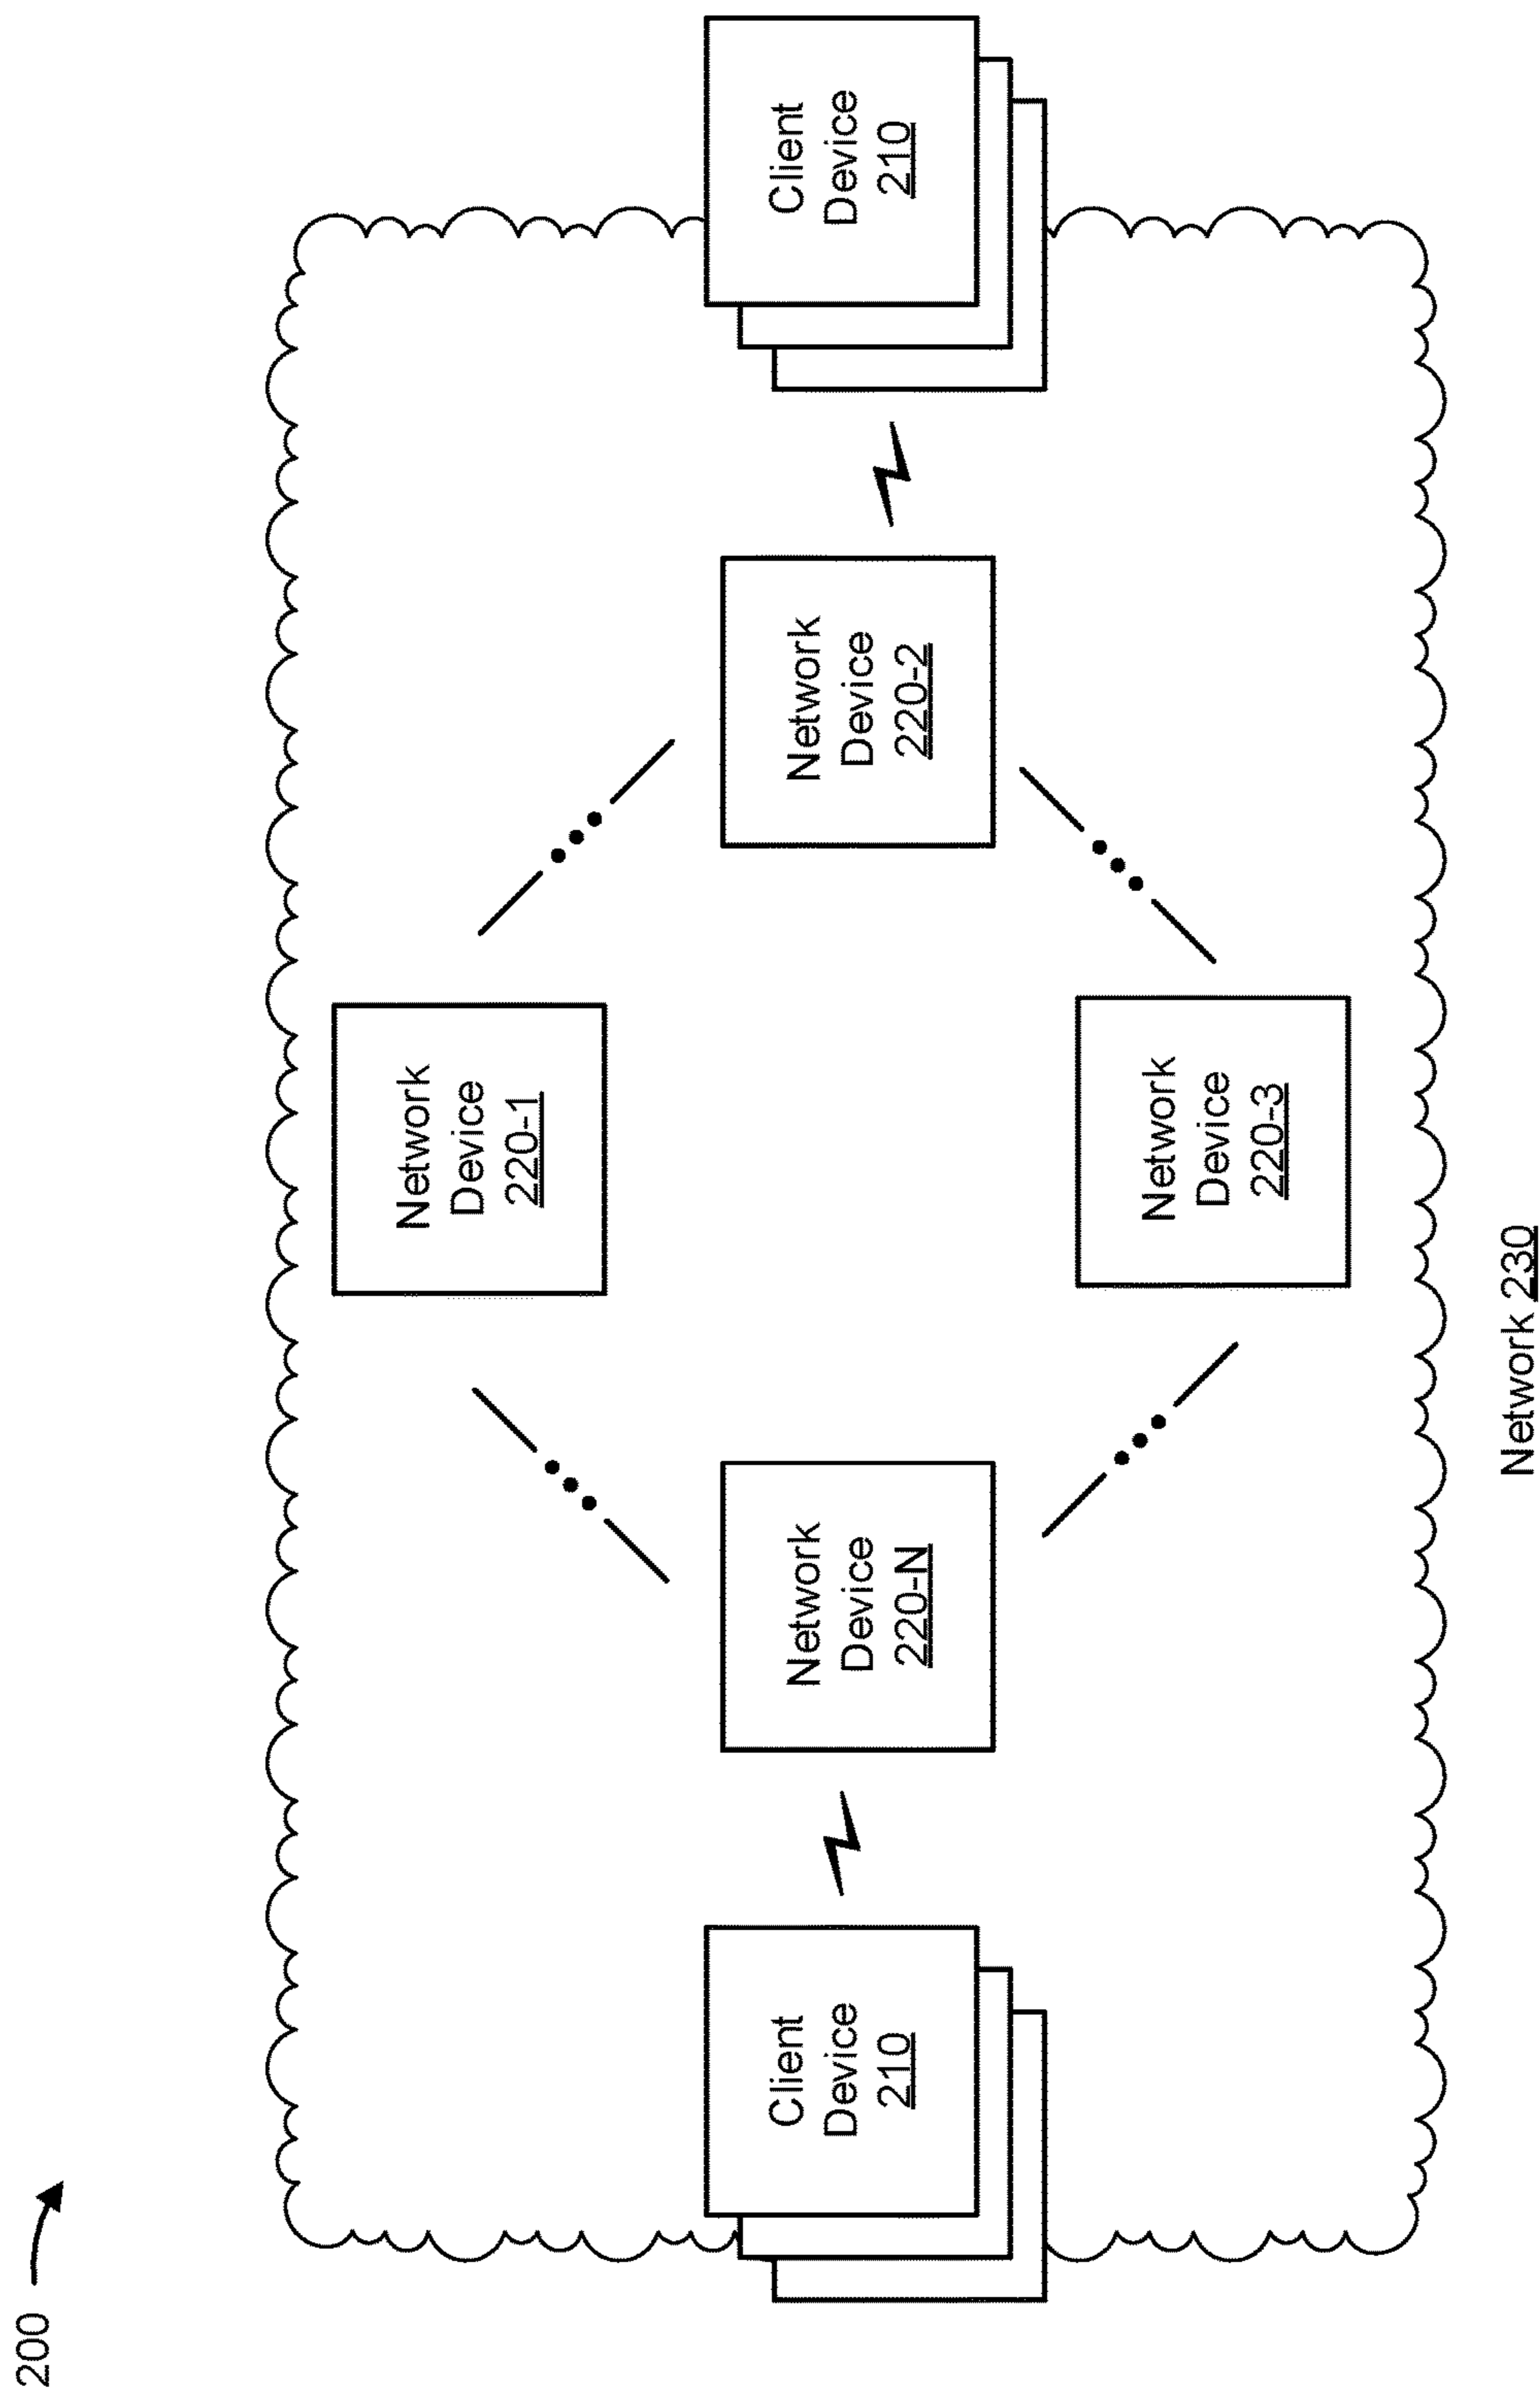 200
Network
Device
220-1
Client
Device
210
Network
Device
220-N
Network
Device
220-2
Client
Device
210
Network
Device
220-3
Network 230